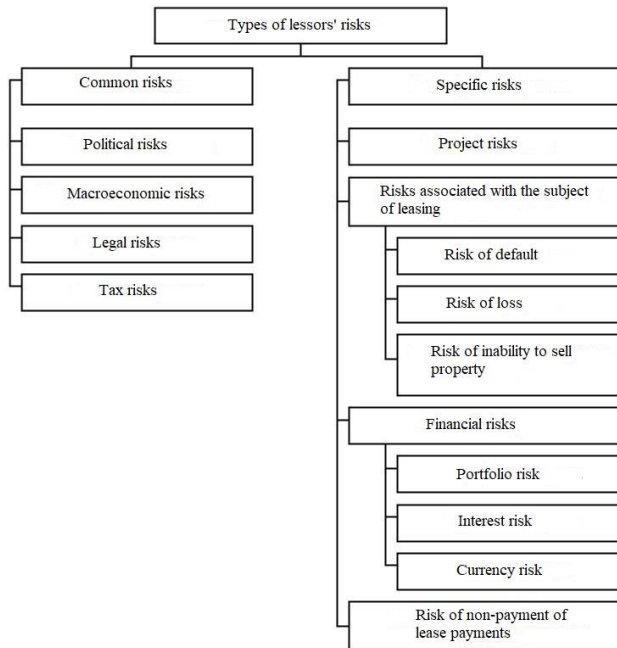 Types of lessors' risks
Common risks
Political risks
Macroeconomic risks
Legal risks
Tax risks
Specific risks
Project risks
Risks associated with the subject
of leasing
Risk of default
Risk of loss
Risk of inability to sell
property
Financial risks
Portfolio risk
Interest risk
Currency risk
Risk of non-payment of
lease payments